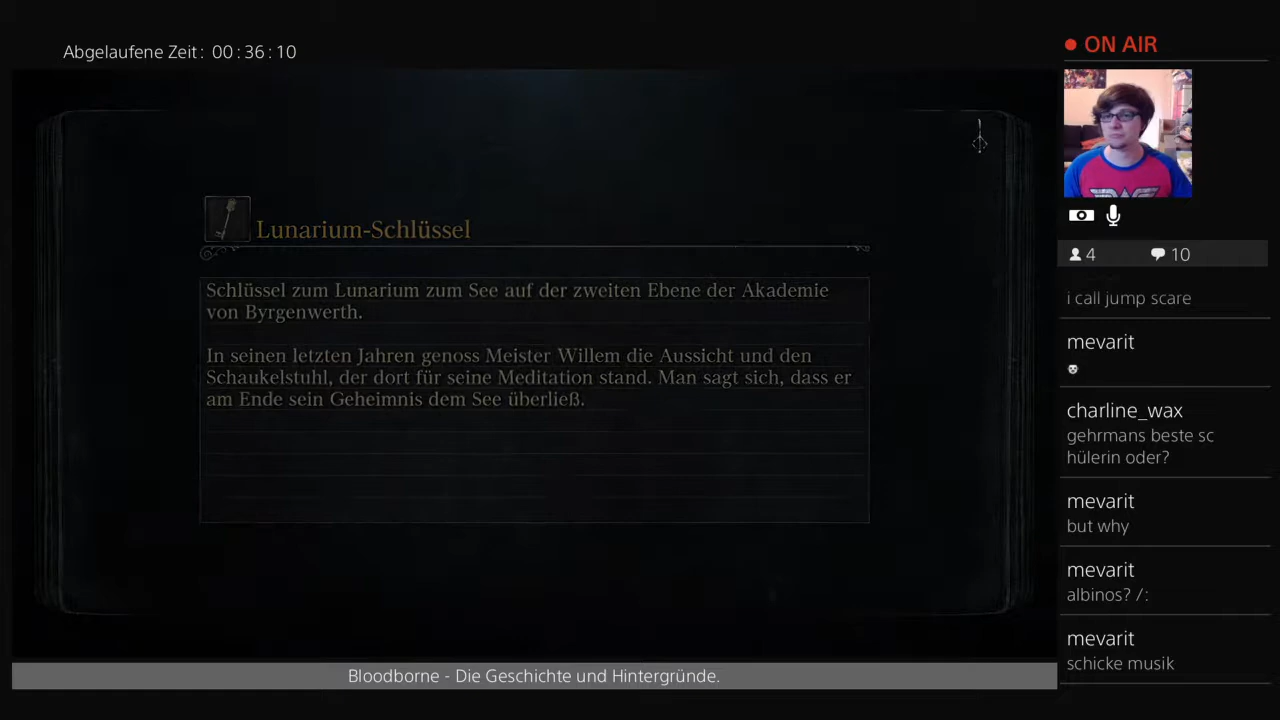 Abgelaufene Zeit: 00:36:10
Lunarium-Schlüssel
Schlüssel zum Lunarium zum See auf der zweiten Ebene der Akademie
von Byrgenwerth.
In seinen letzten Jahren genoss Meister Willem die Aussicht und den
Schaukelstuhl, der dort für seine Meditation stand. Man sagt sich, dass er
am Ende sein Geheimnis dem See überließ.
Bloodborne - Die Geschichte und Hintergründe.
ON AIR
4 10
i call jump scare
mevarit
charline_wax
gehrmans beste sc
hülerin oder?
mevarit
but why
mevarit
albinos? /:
mevarit
schicke musik